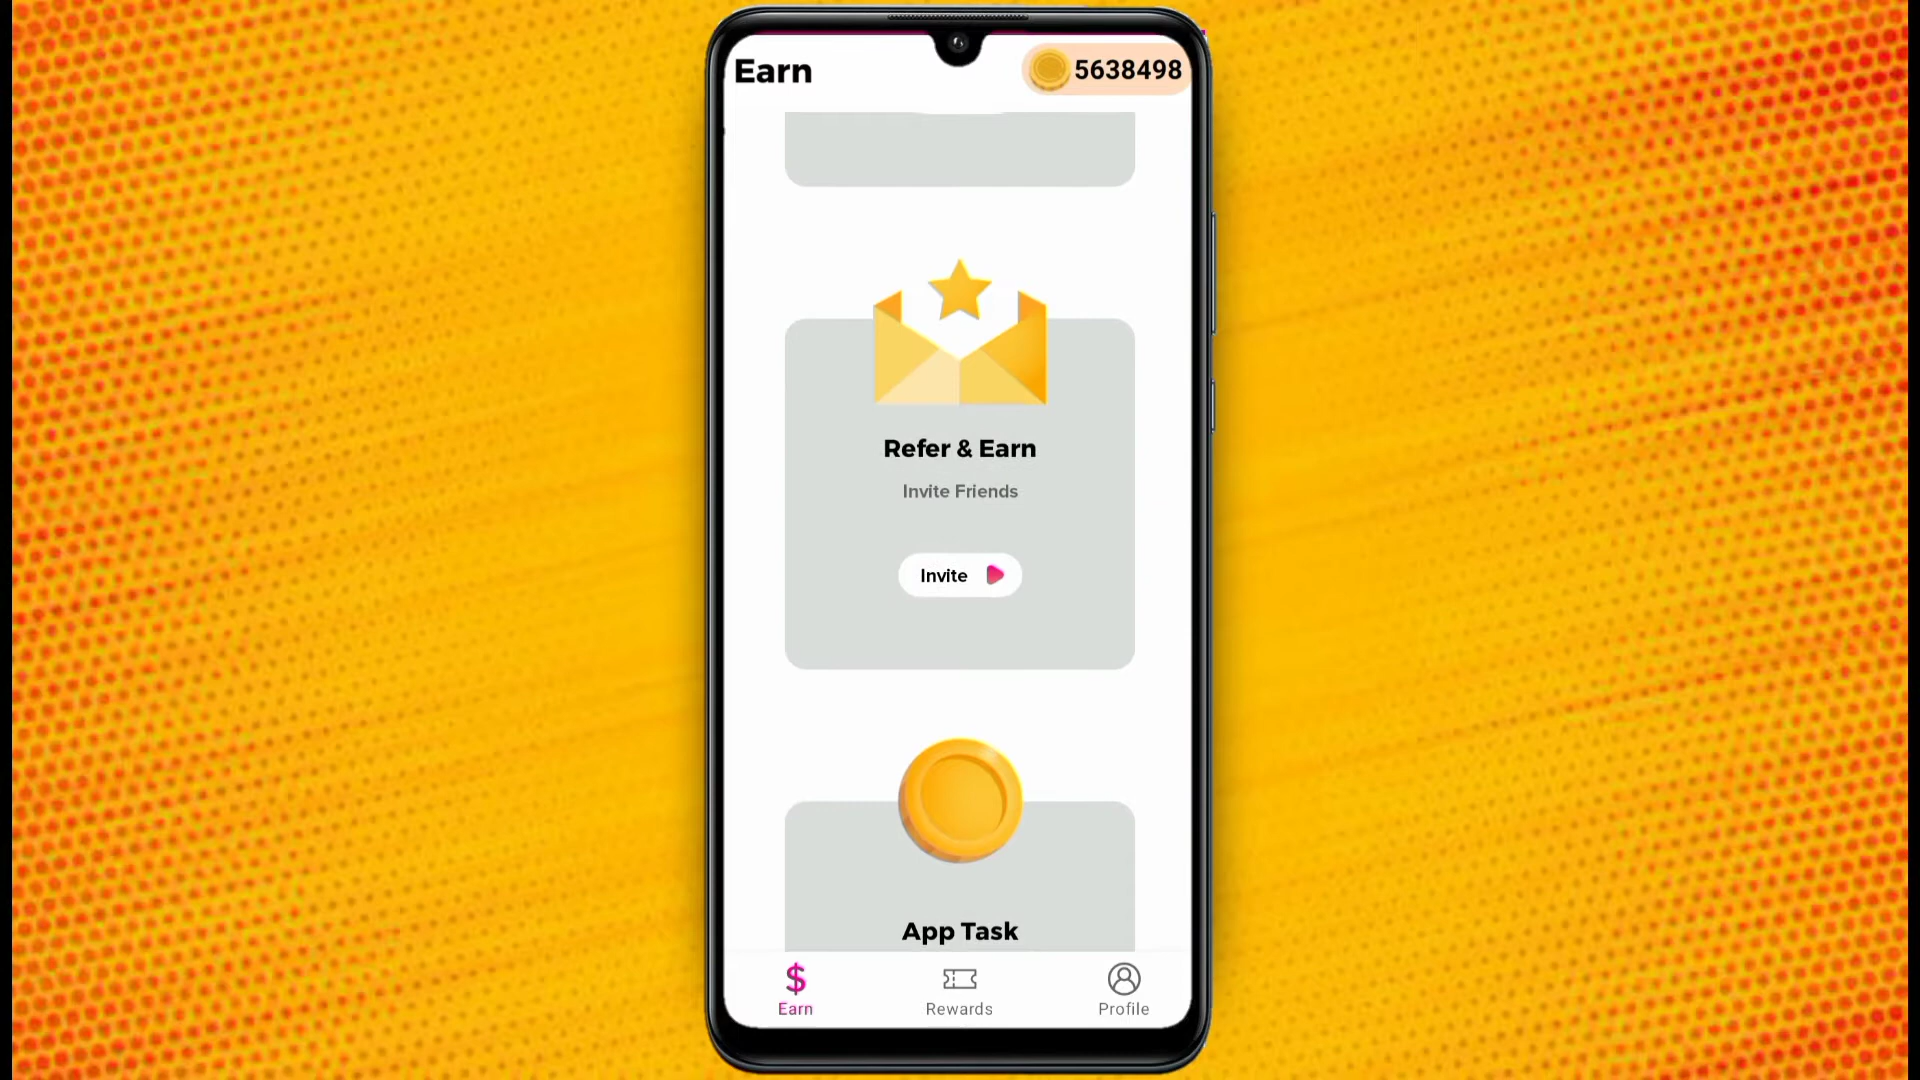 Earn
5638498
Refer & Earn
Invite Friends
Invite
App Task
Earn
Rewards
Profile